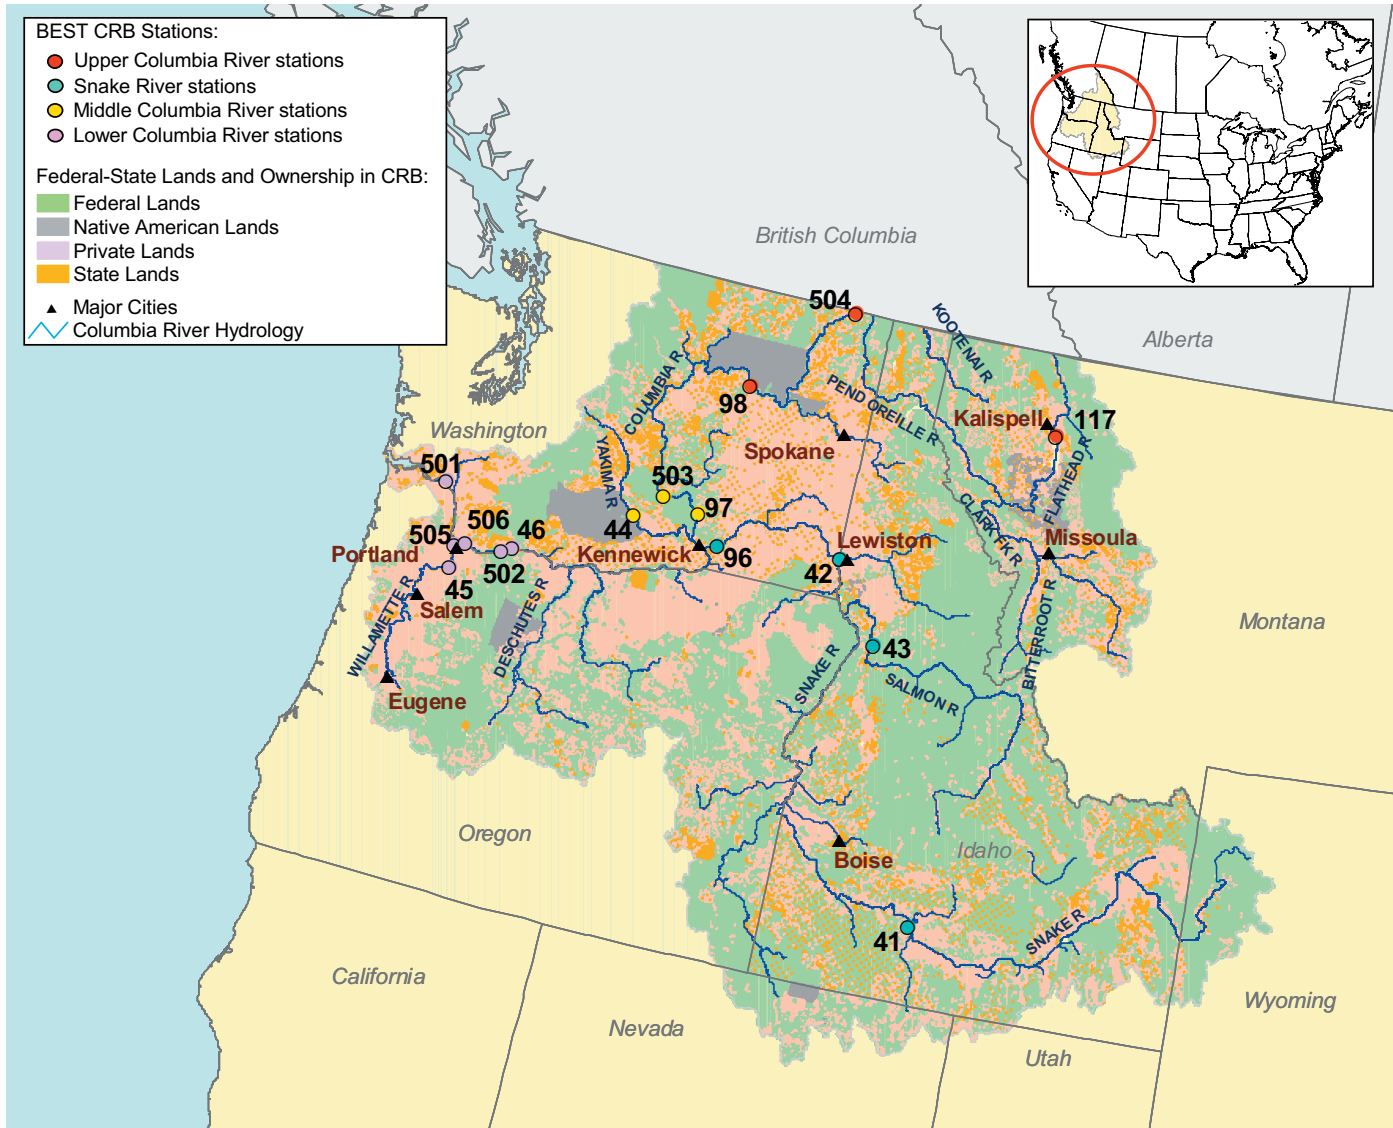 BEST CRB Stations:
Upper Columbia River stations
Snake River stations
Middle Columbia River stations
Lower Columbia River stations
Federal-State Lands and Ownership in CRB:
Federal Lands
Native American Lands
Private Lands
State Lands
Major Cities
Columbia River Hydrology
British Columbia
Alberta
504
KOOTENAI R
COLUMBIA R
98
PEND OREILLE R
Kalispell
117
Washington
Spokane
FLATHEAD R
YAKIMA R
501
503
97
CLARK FK R
44
506
46
505
Portland
Kennewick
96
Lewiston
Missoula
502
42
45
Salem
WILLAMETTE R
DESCHUTES R
BITTERROOT R
Montana
43
SNAKE R
SALMON R
Eugene
Oregon
Idaho
Boise
41
SNAKE R
California
Nevada
Utah
Wyoming